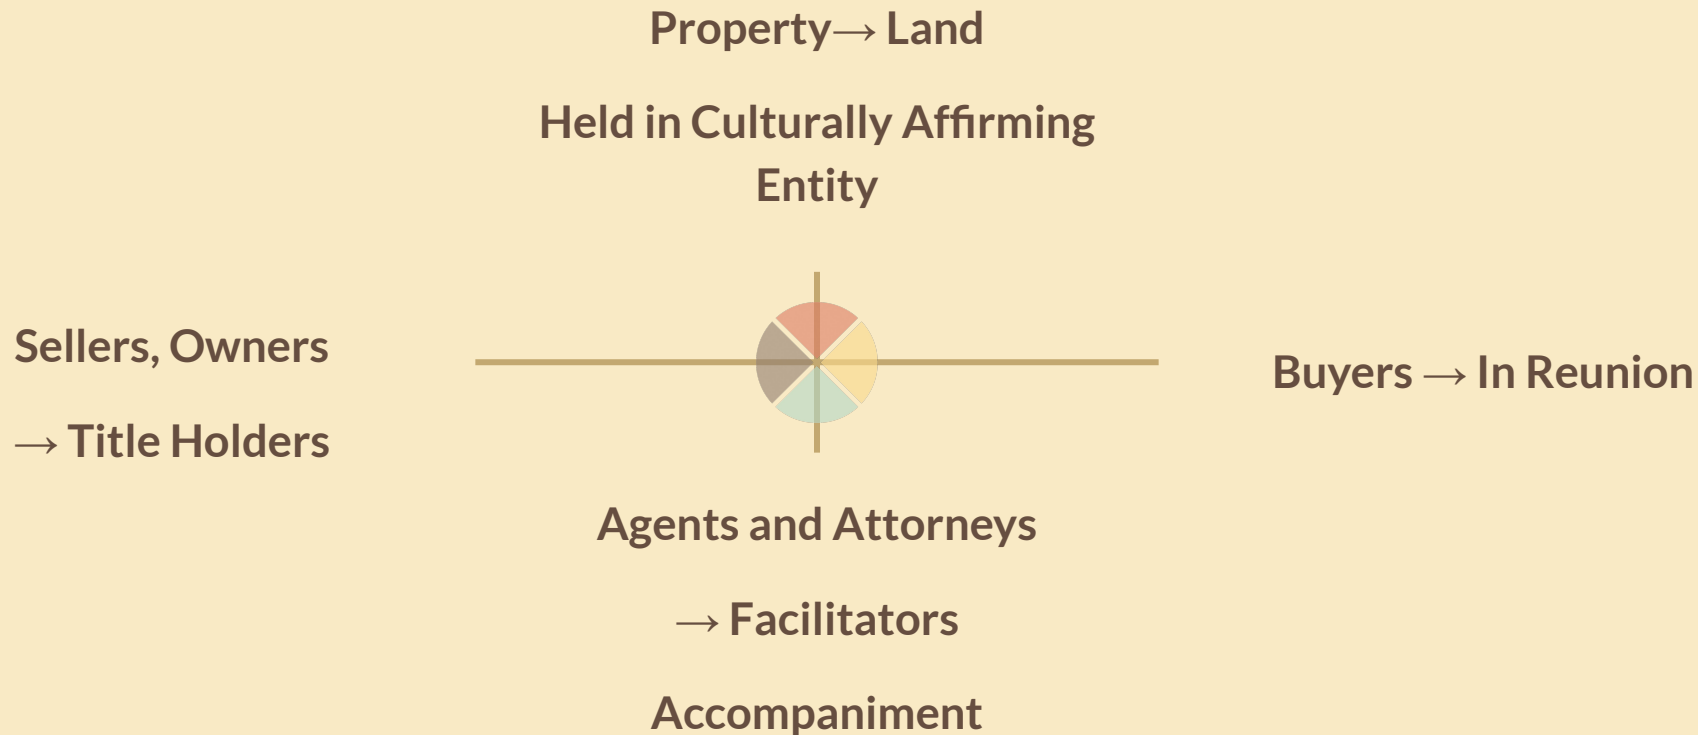 Property→ Land
Held in Culturally Affirming
Entity
Sellers, Owners
→ Title Holders
Buyers → In Reunion
Agents and Attorneys
→ Facilitators
Accompaniment